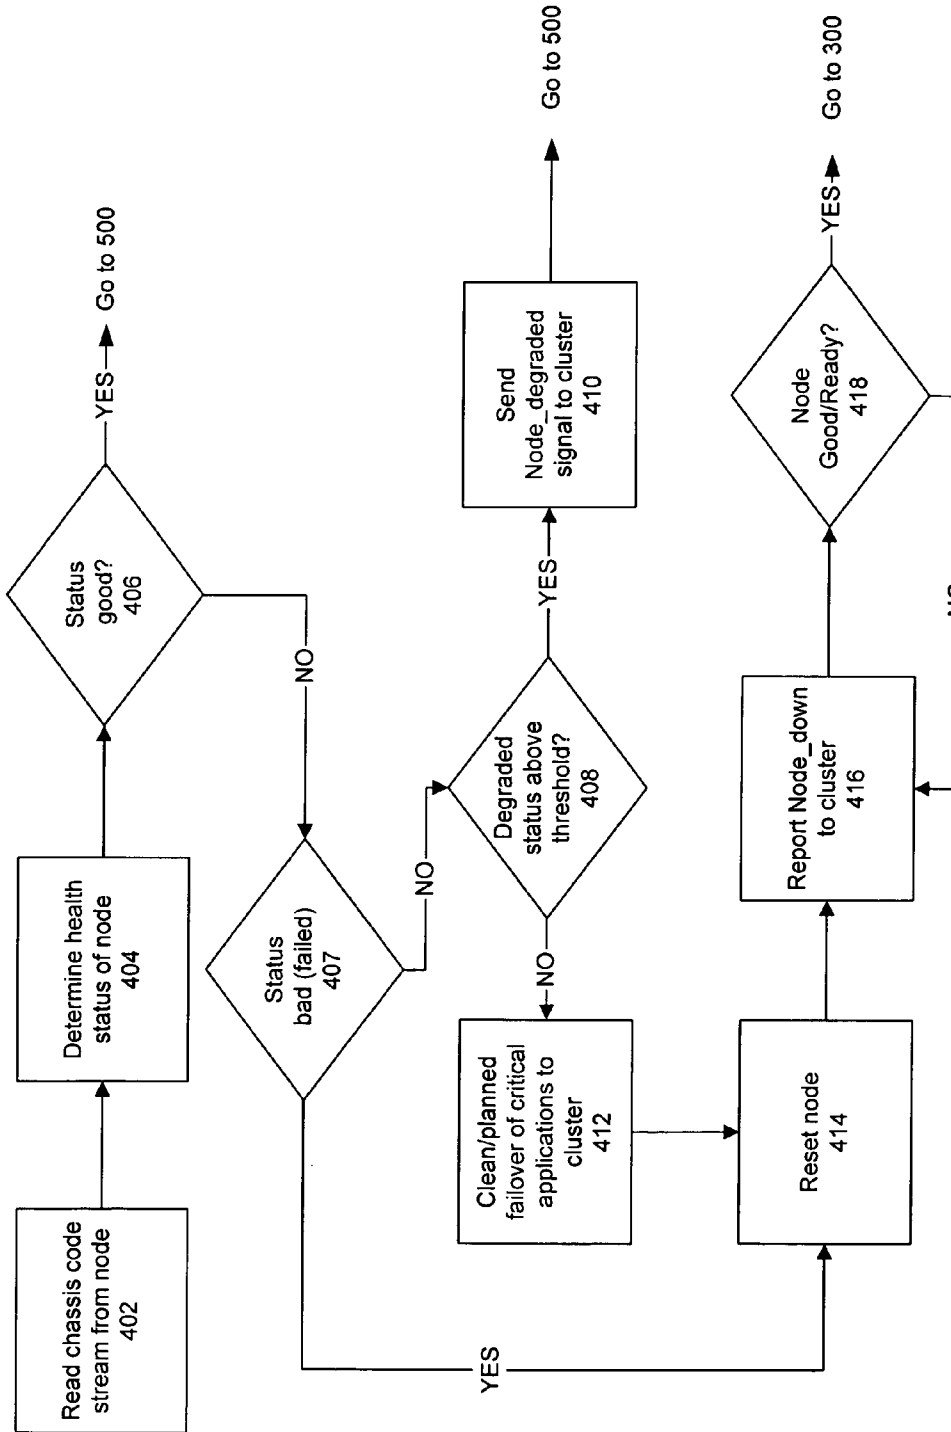 Read chassis code
stream from node
402
Determine health
status of node
404
Status
good?
406
YES
Go to 500
NO
Status
bad (failed)
407
NO
YES
Degraded
status above
threshold?
408
YES
Send
Node_degraded
signal to cluster
410
Go to 500
NO
Clean/planned
failover of critical
applications to
cluster
412
Reset node
414
Report Node_down
to cluster
416
Node
Good/Ready?
418
YES
Go to 300